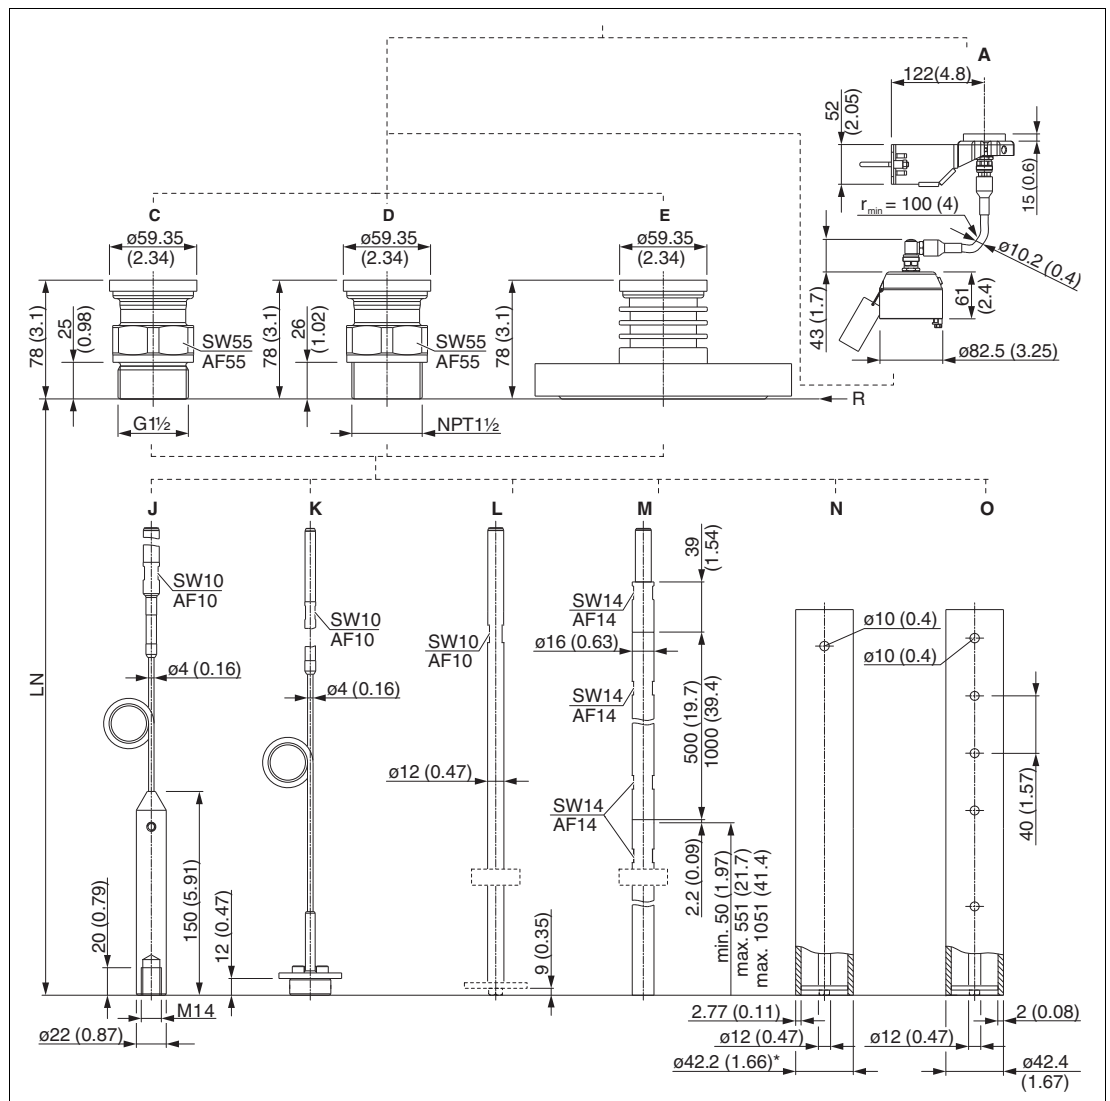 A
122(4.8)
52
(2.05)
15 (0.6)
rmin = 100 (4)
ø10.2 (0.4)
43 (1.7)
61
(2.4)
ø82.5 (3.25)
C
D
E
ø59.35
(2.34)
ø59.35
(2.34)
ø59.35
(2.34)
78 (3.1)
25
(0.98)
SW55
AF55
78 (3.1)
26
(1.02)
SW55
AF55
78 (3.1)
G1½
NPT1½
R
LN
J
K
L
M
N
O
SW10
AF10
ø4 (0.16)
150 (5.91)
20 (0.79)
M14
ø22 (0.87)
SW10
AF10
ø4 (0.16)
12 (0.47)
SW10
AF10
ø12 (0.47)
9 (0.35)
39
(1.54)
SW14
AF14
ø16 (0.63)
SW14
AF14
500 (19.7)
1000 (39.4)
SW14
AF14
2.2 (0.09)
min. 50 (1.97)
max. 551 (21.7)
max. 1051 (41.4)
ø10 (0.4)
ø10 (0.4)
40 (1.57)
2.77 (0.11)
ø12 (0.47)
ø42.2 (1.66)*
2 (0.08)
ø12 (0.47)
ø42.4
(1.67)